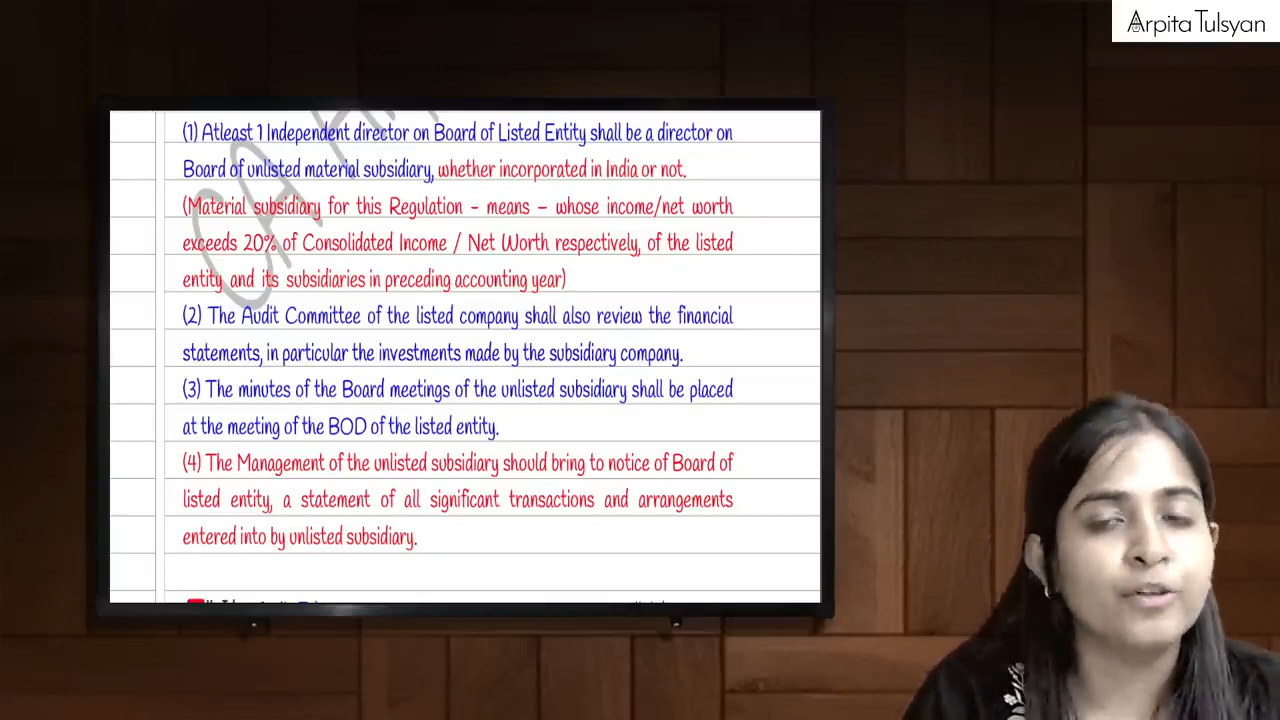 Arpita Tulsyan
(1) Atleast 1 Independent director on Board of Listed Entity shall be a director on
Board of unlisted material subsidiary, whether incorporated in India or not.
(Material subsidiary for this Regulation - means – whose income/net worth
exceeds 20% of Consolidated Income / Net Worth respectively, of the listed
entity and its subsidiaries in preceding accounting year)
(2) The Audit Committee of the listed company shall also review the financial
statements, in particular the investments made by the subsidiary company.
(3) The minutes of the Board meetings of the unlisted subsidiary shall be placed
at the meeting of the BOD of the listed entity.
(4) The Management of the unlisted subsidiary should bring to notice of Board of
listed entity, a statement of all significant transactions and arrangements
entered into by unlisted subsidiary.
CA